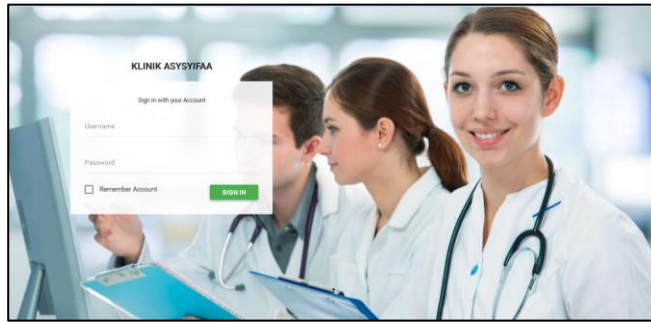 KLINIK ASYSYIFAA
Sign in with your Account
Username
Password
Remember Account
SIGN IN